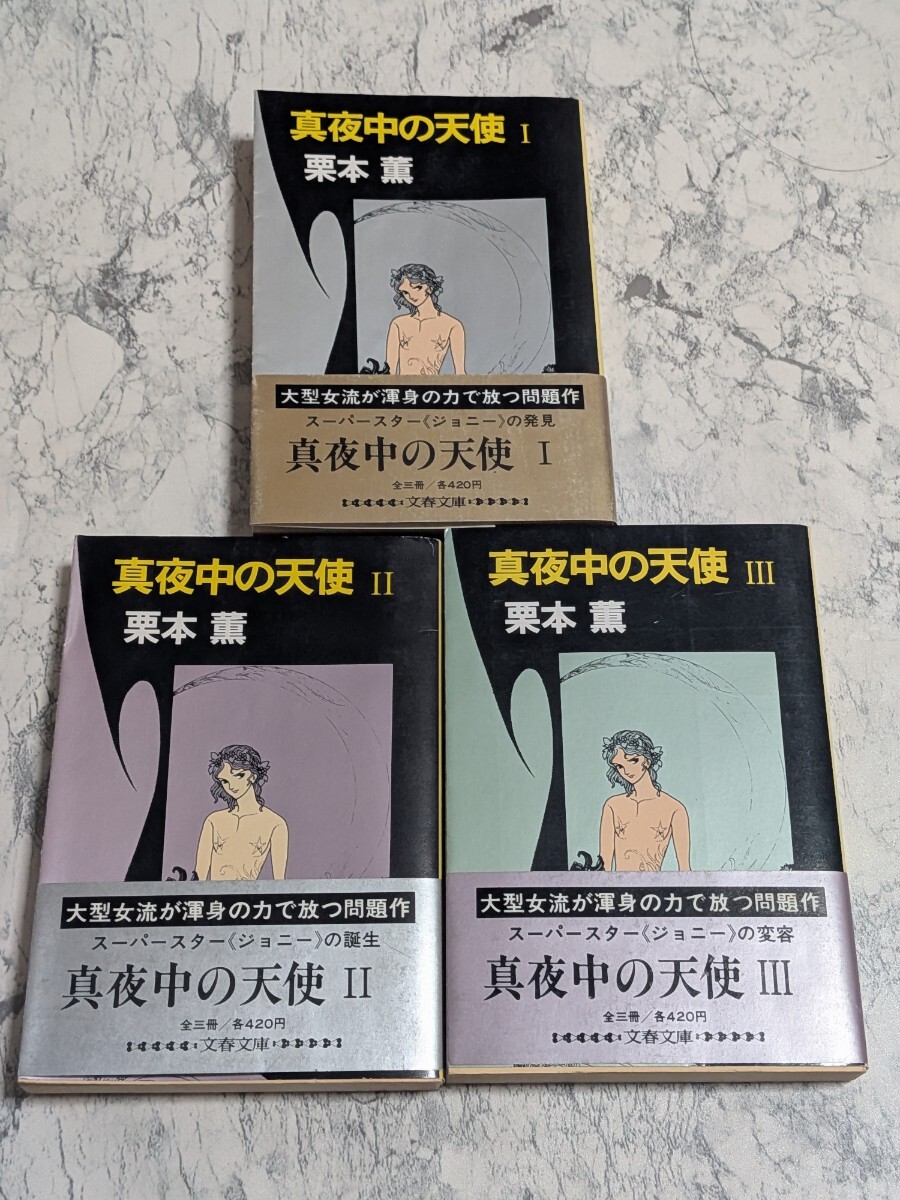 真夜中の天使 I
栗本 薫
大型女流が渾身の力で放つ問題作
スーパースター《ジョニー》の発見
真夜中の天使 I
全三冊/各420円
文春文庫
真夜中の天使 II
栗本 薫
大型女流が渾身の力で放つ問題作
スーパースター《ジョニー》の誕生
真夜中の天使 II
全三冊/各420円
文春文庫
真夜中の天使 III
栗本 薫
大型女流が渾身の力で放つ問題作
スーパースター《ジョニー》の変容
真夜中の天使 III
全三冊/各420円
文春文庫